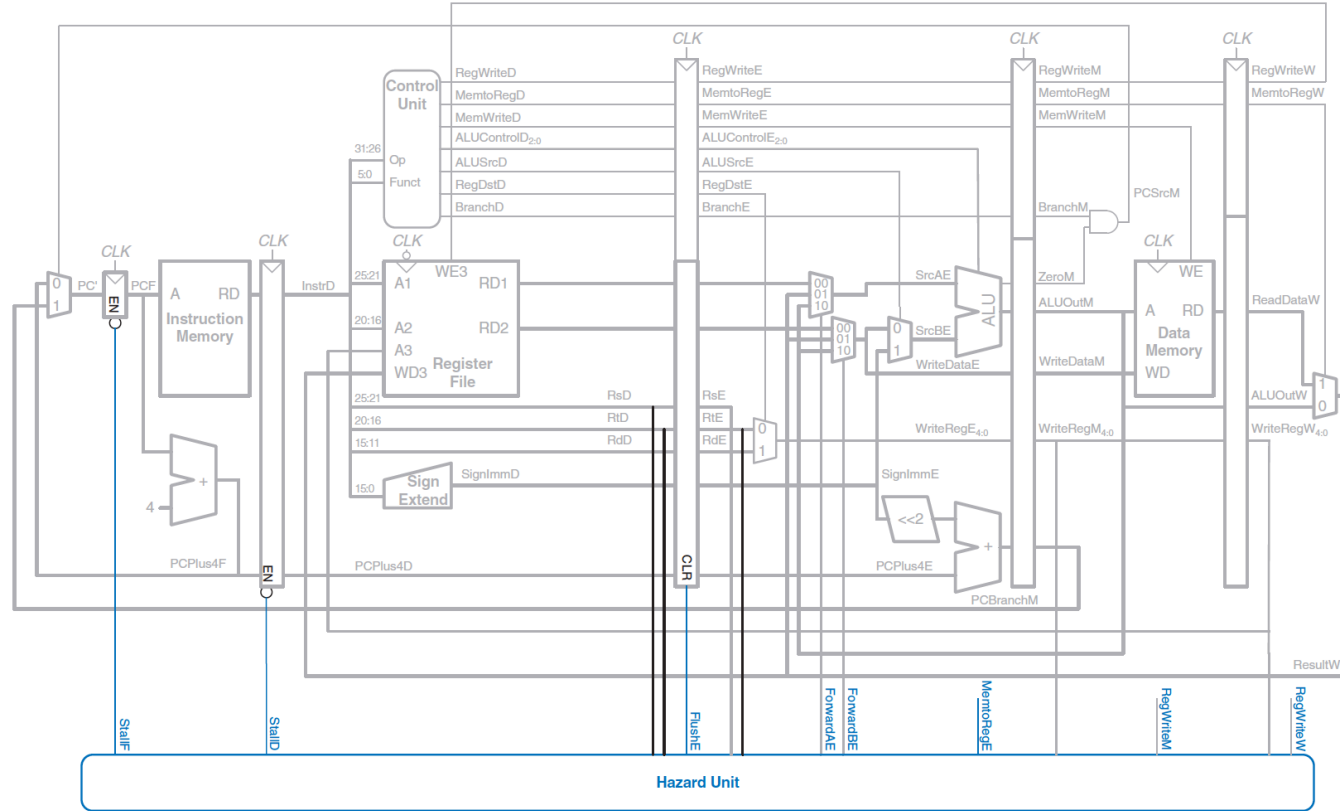 CLK CLK CLK
RegWriteD RegWriteE RegWriteM RegWriteW
Control Unit
MemtoRegD MemtoRegE MemtoRegM MemtoRegW
MemWriteD MemWriteE MemWriteM
ALUControlD2:0 ALUControlE2:0
31:26 Op ALUSrcD ALUSrcE
5:0 Funct RegDstD RegDstE PCSrcM
BranchD BranchE BranchM
CLK CLK CLK CLK
0 1 PC' EN PCF A RD InstrD 25:21 A1 WE3 RD1 00 01 10 SrcAE ZeroM WE
Instruction Memory
20:16 A2 RD2 00 01 10 0 1 SrcBE ALU ALUOutM A RD ReadDataW
Data Memory
A3
WD3 Register File WriteDataE WriteDataM WD 1 0
25:21 RsD RsE ALUOutW
20:16 RtD RtE 0 1
15:11 RdD RdE WriteRegE4:0 WriteRegM4:0 WriteRegW4:0
+ 4
15:0 Sign Extend SignImmD SignImmE
<<2 +
PCPlus4F EN PCPlus4D CLR PCPlus4E
PCBranchM
ResultW
StallF StallD FlushE ForwardAE ForwardBE MemtoRegE RegWriteM RegWriteW
Hazard Unit